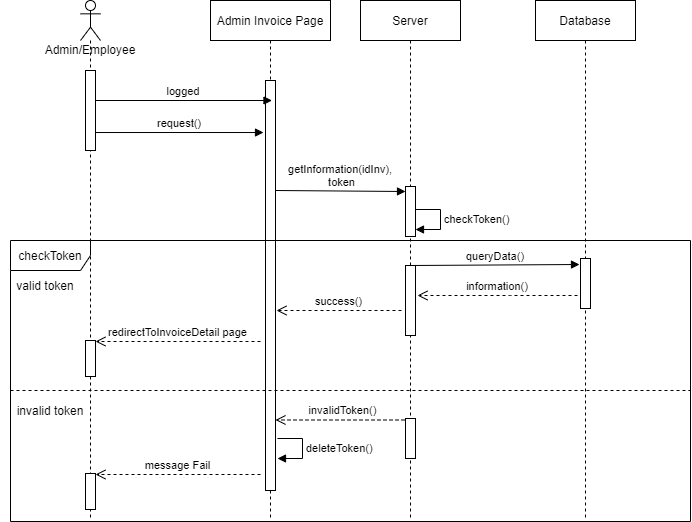 Admin/Employee
Admin Invoice Page
Server
Database
logged
request()
getInformation(idInv),
token
checkToken()
checkToken
valid token
queryData()
information()
success()
redirectToInvoiceDetail page
invalid token
invalidToken()
deleteToken()
message Fail